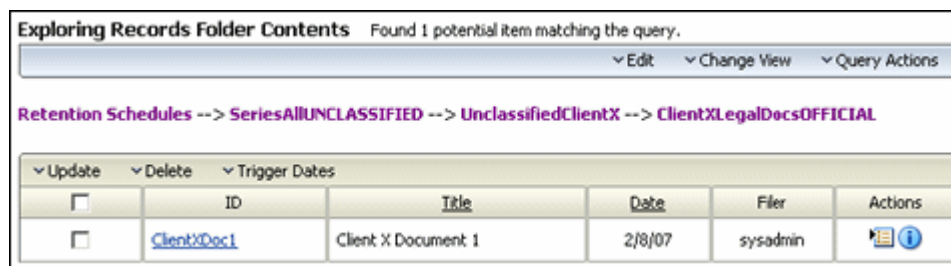 Exploring Records Folder Contents Found 1 potential item matching the query.
Edit Change View Query Actions
Retention Schedules --> SeriesAllUNCLASSIFIED --> UnclassifiedClientX --> ClientXLegalDocsOFFICIAL
Update Delete Trigger Dates
ID Title Date Filer Actions
ClientXDoc1 Client X Document 1 2/8/07 sysadmin